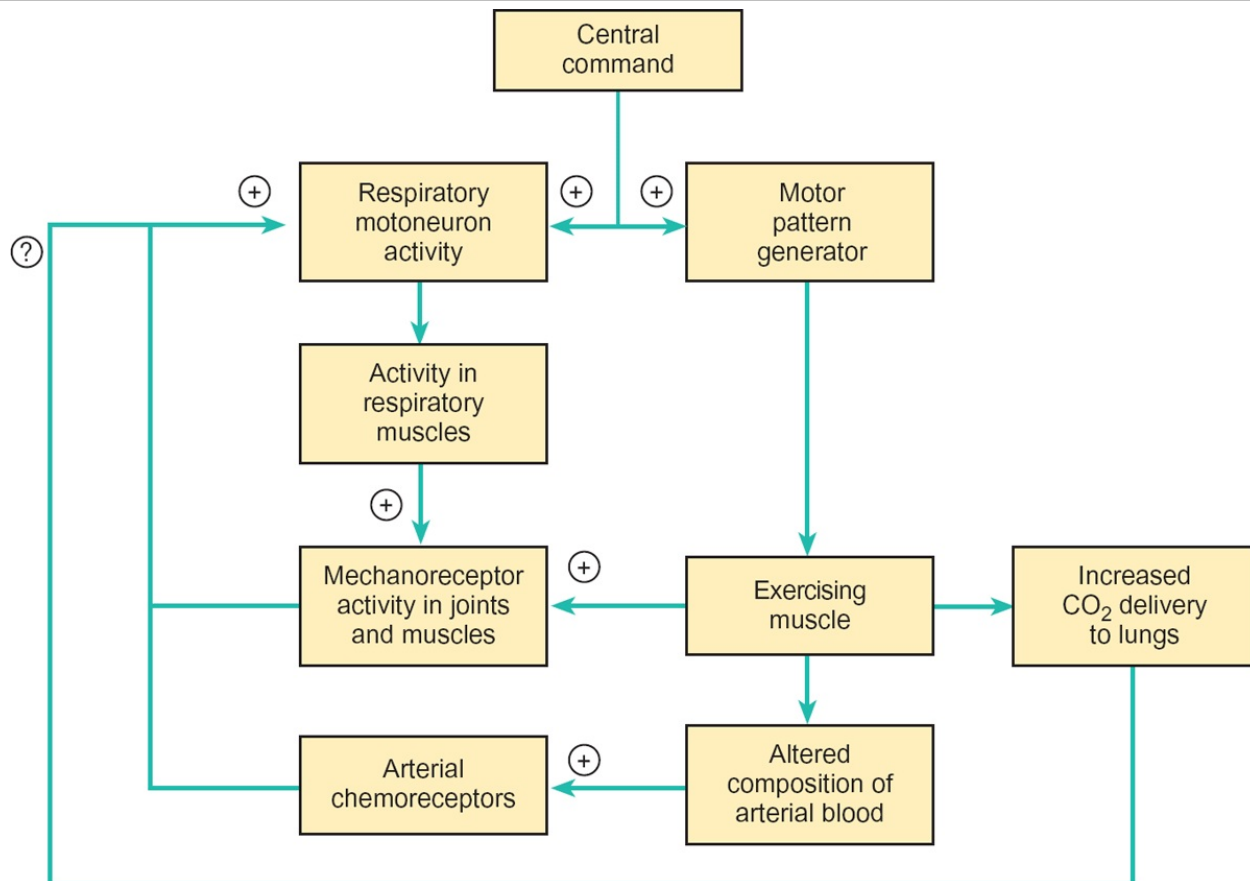 Central
command
+
Respiratory
motoneuron
activity
+
+
Motor
pattern
generator
?
Activity in
respiratory
muscles
+
Mechanoreceptor
activity in joints
and muscles
+
Exercising
muscle
Increased
CO₂ delivery
to lungs
Arterial
chemoreceptors
+
Altered
composition of
arterial blood